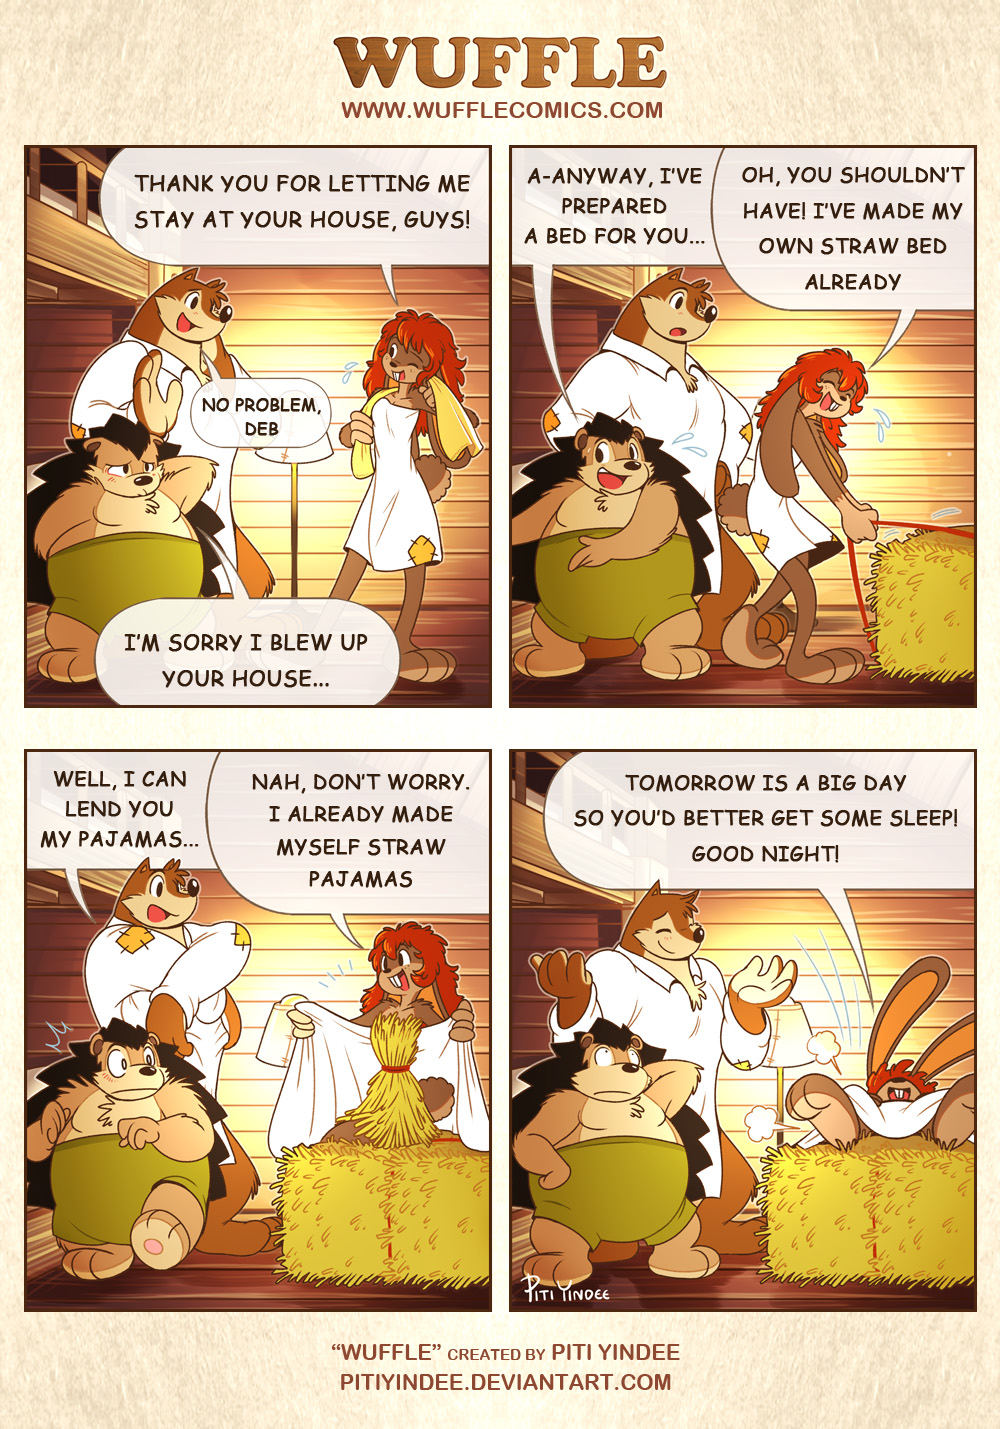 WUFFLE
WWW.WUFFLECOMICS.COM
THANK YOU FOR LETTING ME
STAY AT YOUR HOUSE, GUYS!
NO PROBLEM,
DEB
I'M SORRY I BLEW UP
YOUR HOUSE...
A-ANYWAY, I'VE
PREPARED
A BED FOR YOU...
OH, YOU SHOULDN'T
HAVE! I'VE MADE MY
OWN STRAW BED
ALREADY
WELL, I CAN
LEND YOU
MY PAJAMAS...
NAH, DON'T WORRY.
I ALREADY MADE
MYSELF STRAW
PAJAMAS
TOMORROW IS A BIG DAY
SO YOU'D BETTER GET SOME SLEEP!
GOOD NIGHT!
PITI YINDEE
“WUFFLE” CREATED BY PITI YINDEE
PITIYINDEE.DEVIANTART.COM